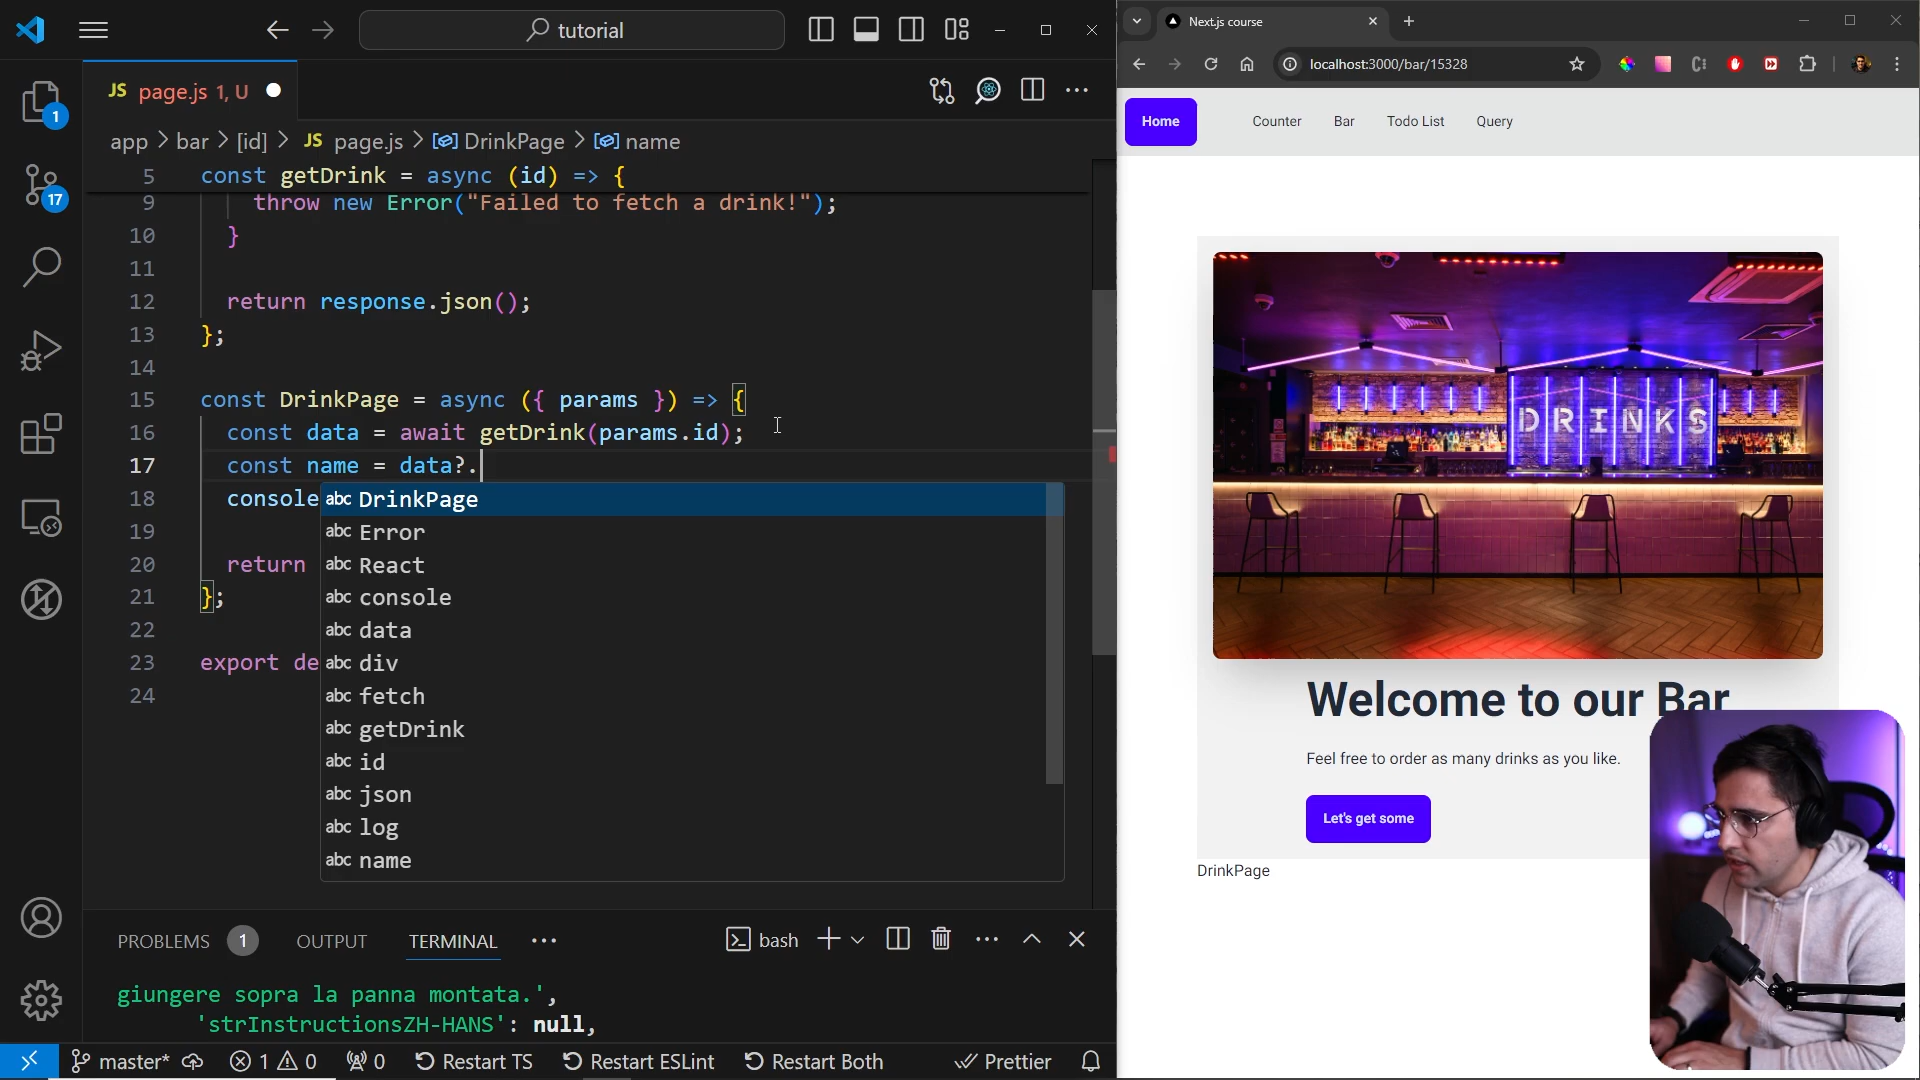 tutorial
JS page.js 1, U
app > bar > [id] > JS page.js > DrinkPage > name
1
17
5 const getDrink = async (id) => {
9 throw new Error("Failed to fetch a drink!");
10 }
11
12 return response.json();
13 };
14
15 const DrinkPage = async ({ params }) => {
16 const data = await getDrink(params.id);
17 const name = data?.
18 console
19
20 return
21 };
22
23 export de
24
abc DrinkPage
abc Error
abc React
abc console
abc data
abc div
abc fetch
abc getDrink
abc id
abc json
abc log
abc name
PROBLEMS 1 OUTPUT TERMINAL
bash
giungere sopra la panna montata.',
'strInstructionsZH-HANS': null,
master* 1 0 0 Restart TS Restart ESLint Restart Both Prettier
Next.js course
localhost:3000/bar/15328
Home Counter Bar Todo List Query
DRINKS
Welcome to our Bar
Feel free to order as many drinks as you like.
Let's get some
DrinkPage